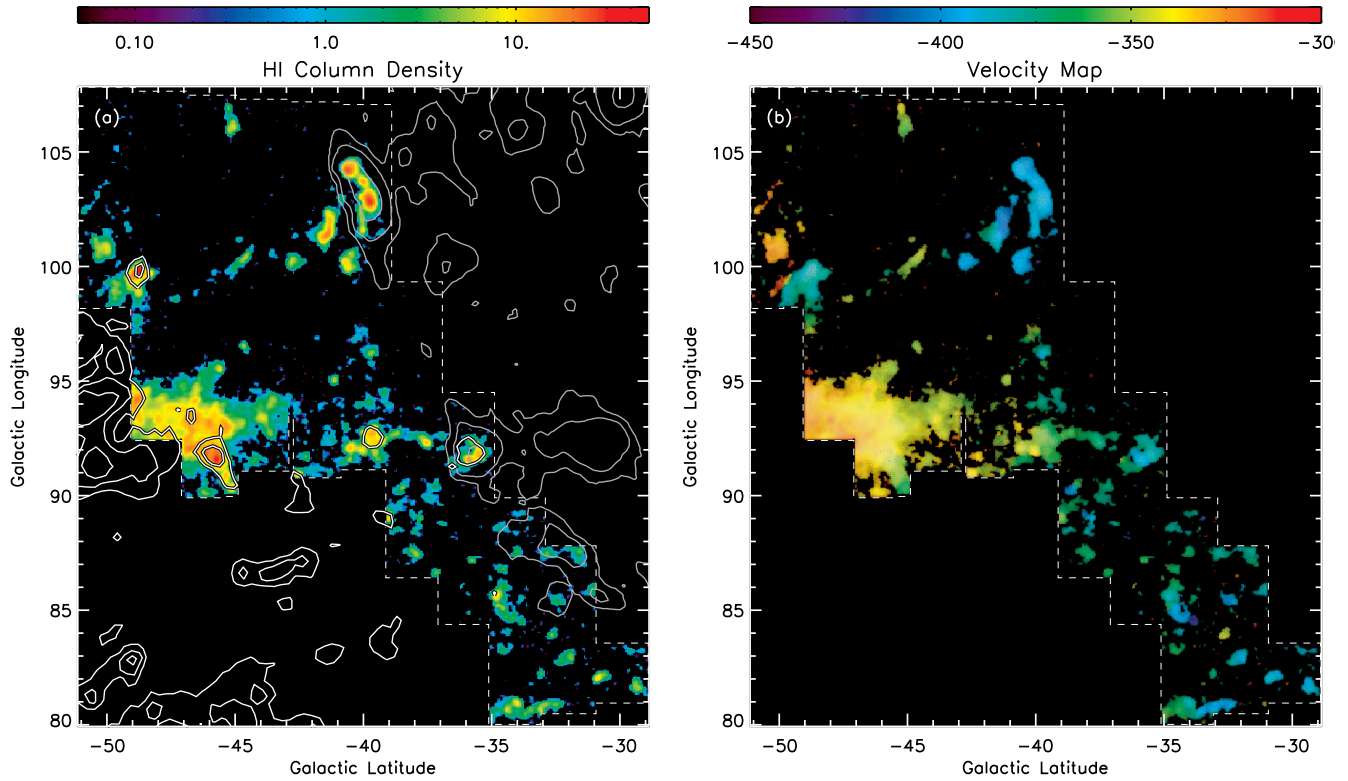 0.10 1.0 10.
HI Column Density
(a)
105
100
95
90
85
80
Galactic Longitude
−50 −45 −40 −35 −30
Galactic Latitude
−450 −400 −350 −30
Velocity Map
(b)
105
100
95
90
85
80
Galactic Longitude
−50 −45 −40 −35 −30
Galactic Latitude